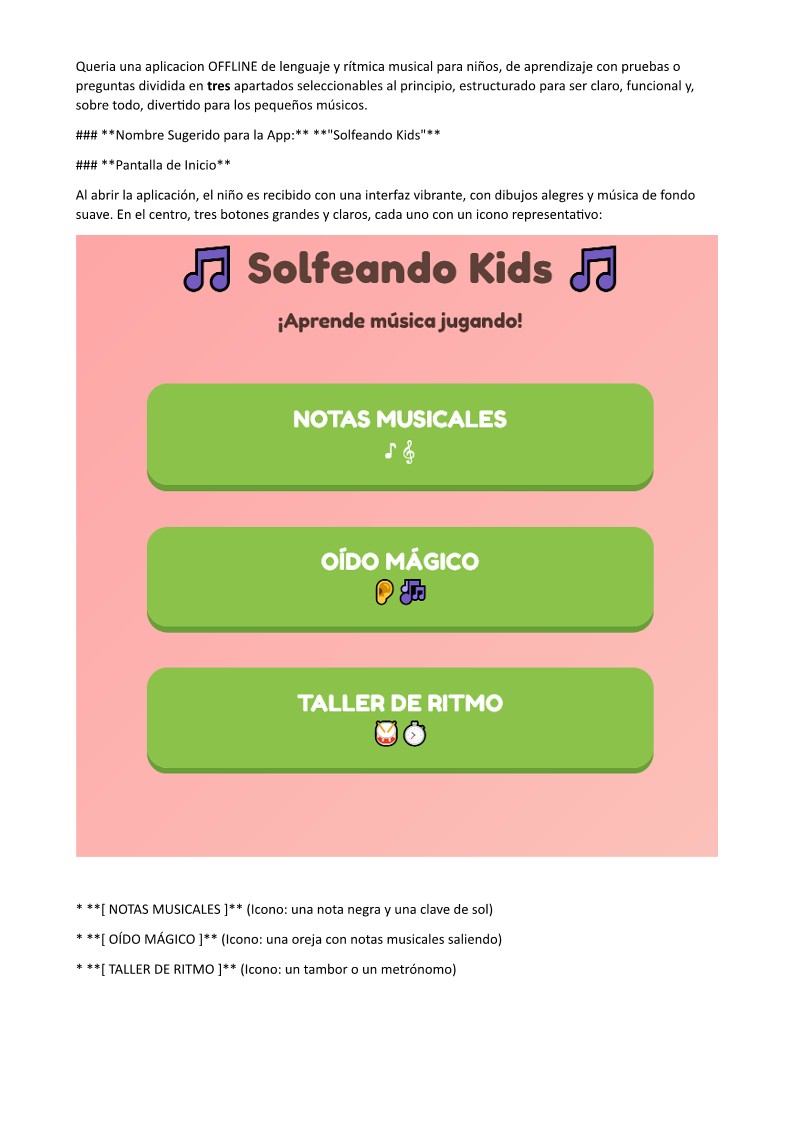 Queria una aplicacion OFFLINE de lenguaje y rítmica musical para niños, de aprendizaje con pruebas o
preguntas dividida en tres apartados seleccionables al principio, estructurado para ser claro, funcional y,
sobre todo, divertido para los pequeños músicos.
### **Nombre Sugerido para la App:** **"Solfeando Kids"**
### **Pantalla de Inicio**
Al abrir la aplicación, el niño es recibido con una interfaz vibrante, con dibujos alegres y música de fondo
suave. En el centro, tres botones grandes y claros, cada uno con un icono representativo:
Solfeando Kids
¡Aprende música jugando!
NOTAS MUSICALES
OÍDO MÁGICO
TALLER DE RITMO
* **[ NOTAS MUSICALES ]** (Icono: una nota negra y una clave de sol)
* **[ OÍDO MÁGICO ]** (Icono: una oreja con notas musicales saliendo)
* **[ TALLER DE RITMO ]** (Icono: un tambor o un metrónomo)